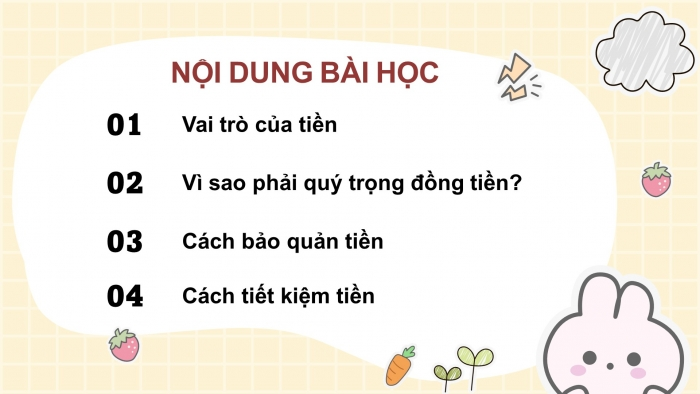 NỘI DUNG BÀI HỌC
01 Vai trò của tiền
02 Vì sao phải quý trọng đồng tiền?
03 Cách bảo quản tiền
04 Cách tiết kiệm tiền